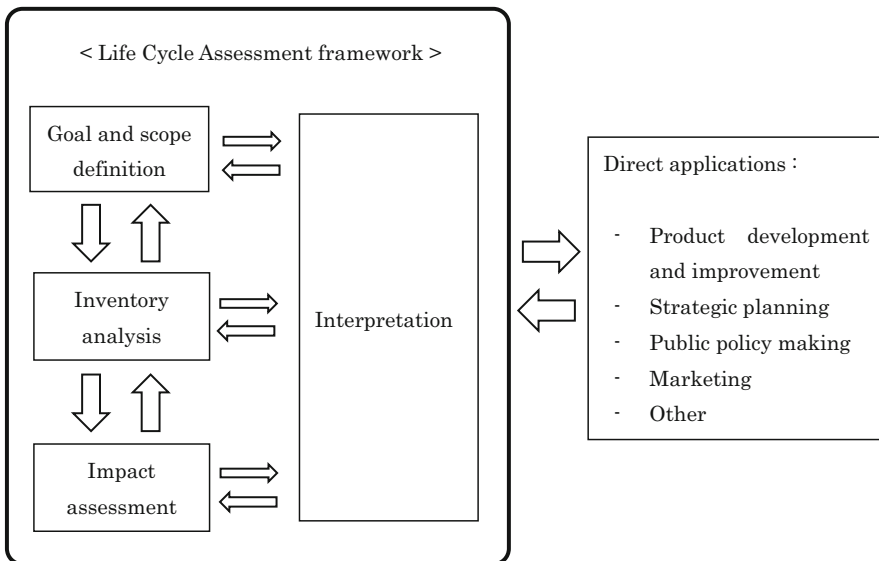 < Life Cycle Assessment framework >
Goal and scope
definition
Inventory
analysis
Impact
assessment
Interpretation
Direct applications :
- Product development
and improvement
- Strategic planning
- Public policy making
- Marketing
- Other